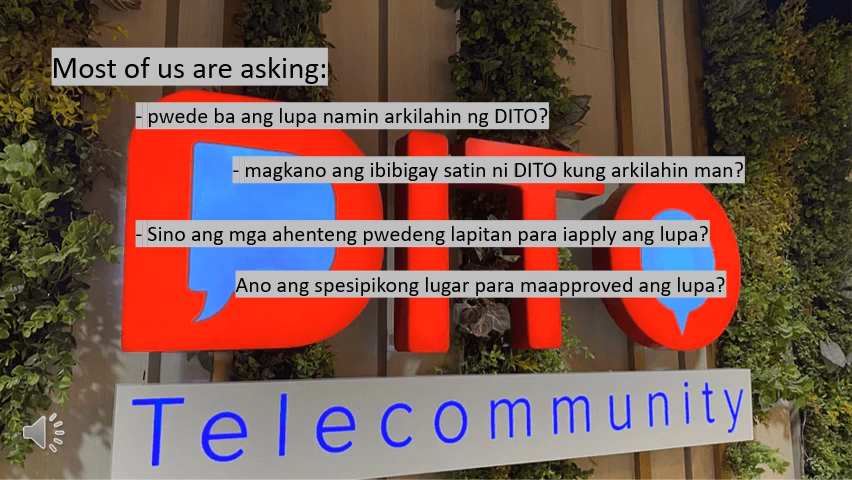 Most of us are asking:
- pwede ba ang lupa namin arkilahin ng DITO?
- magkano ang ibibigay satin ni DITO kung arkilahin man?
- Sino ang mga ahenteng pwedeng lapitan para iapply ang lupa?
Ano ang spesipikong lugar para maapproved ang lupa?
DITO
Telecommunity